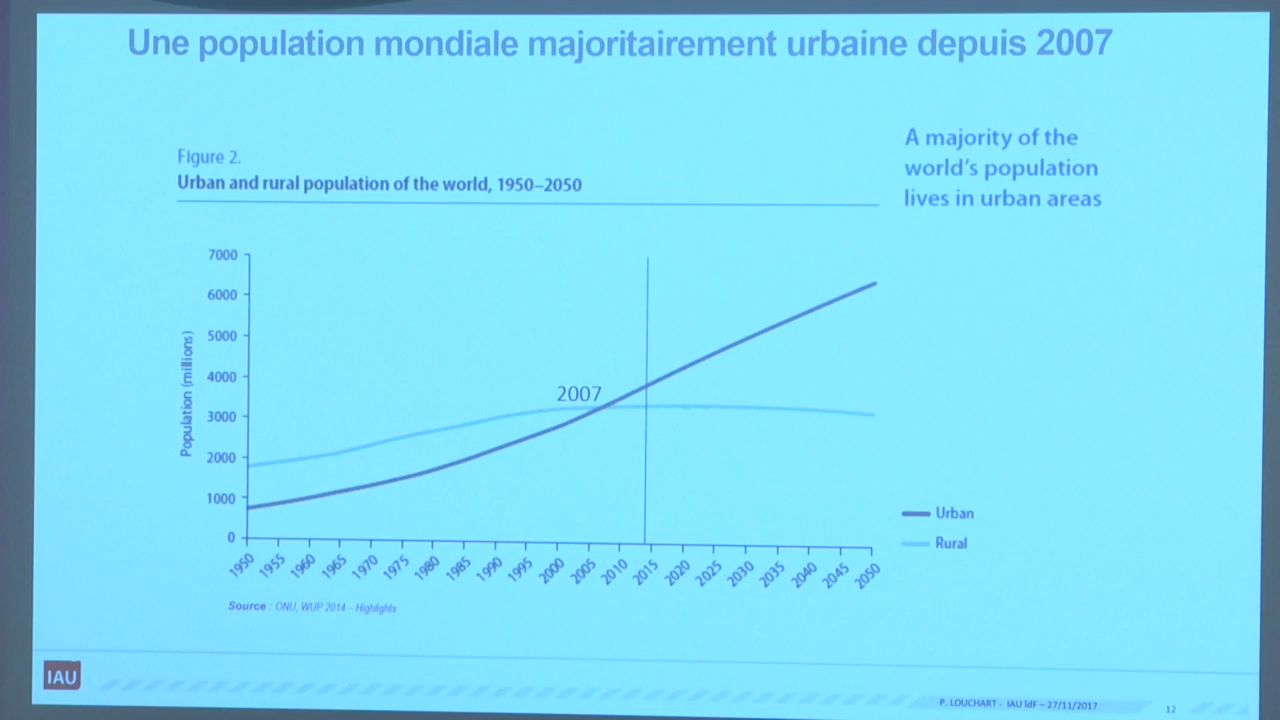 Une population mondiale majoritairement urbaine depuis 2007
Figure 2.
Urban and rural population of the world, 1950–2050
A majority of the
world's population
lives in urban areas
7000
6000
5000
4000
3000
2000
1000
0
Population (millions)
2007
1950
1955
1960
1965
1970
1975
1980
1985
1990
1995
2000
2005
2010
2015
2020
2025
2030
2035
2040
2045
2050
Urban
Rural
Source : ONU, WUP 2014 – Highlights
IAU
P. LOUCHART - IAU îdF – 27/11/2017
12